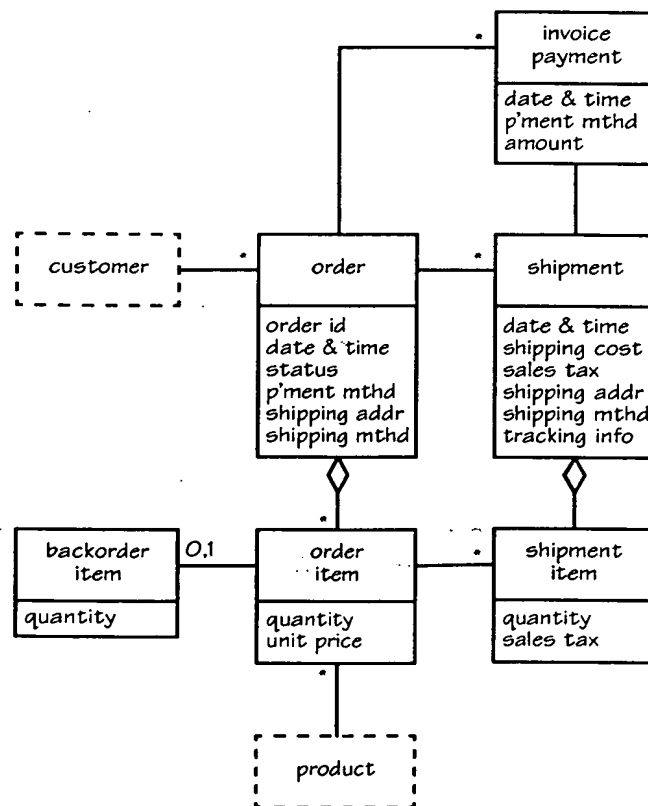 *
invoice
payment
date & time
p'ment mthd
amount
customer
*
order
*
shipment
order id
date & time
status
p'ment mthd
shipping addr
shipping mthd
date & time
shipping cost
sales tax
shipping addr
shipping mthd
tracking info
*
backorder
item
0,1
order
item
*
shipment
item
quantity
quantity
unit price
quantity
sales tax
*
product